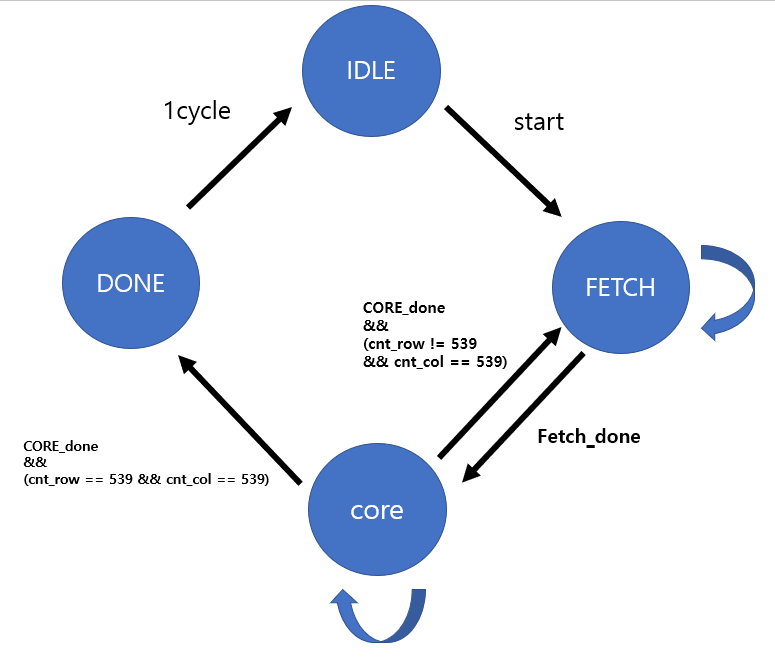 IDLE
1cycle
start
DONE
FETCH
CORE_done
&&
(cnt_row != 539
&& cnt_col == 539)
Fetch_done
CORE_done
&&
(cnt_row == 539 && cnt_col == 539)
core